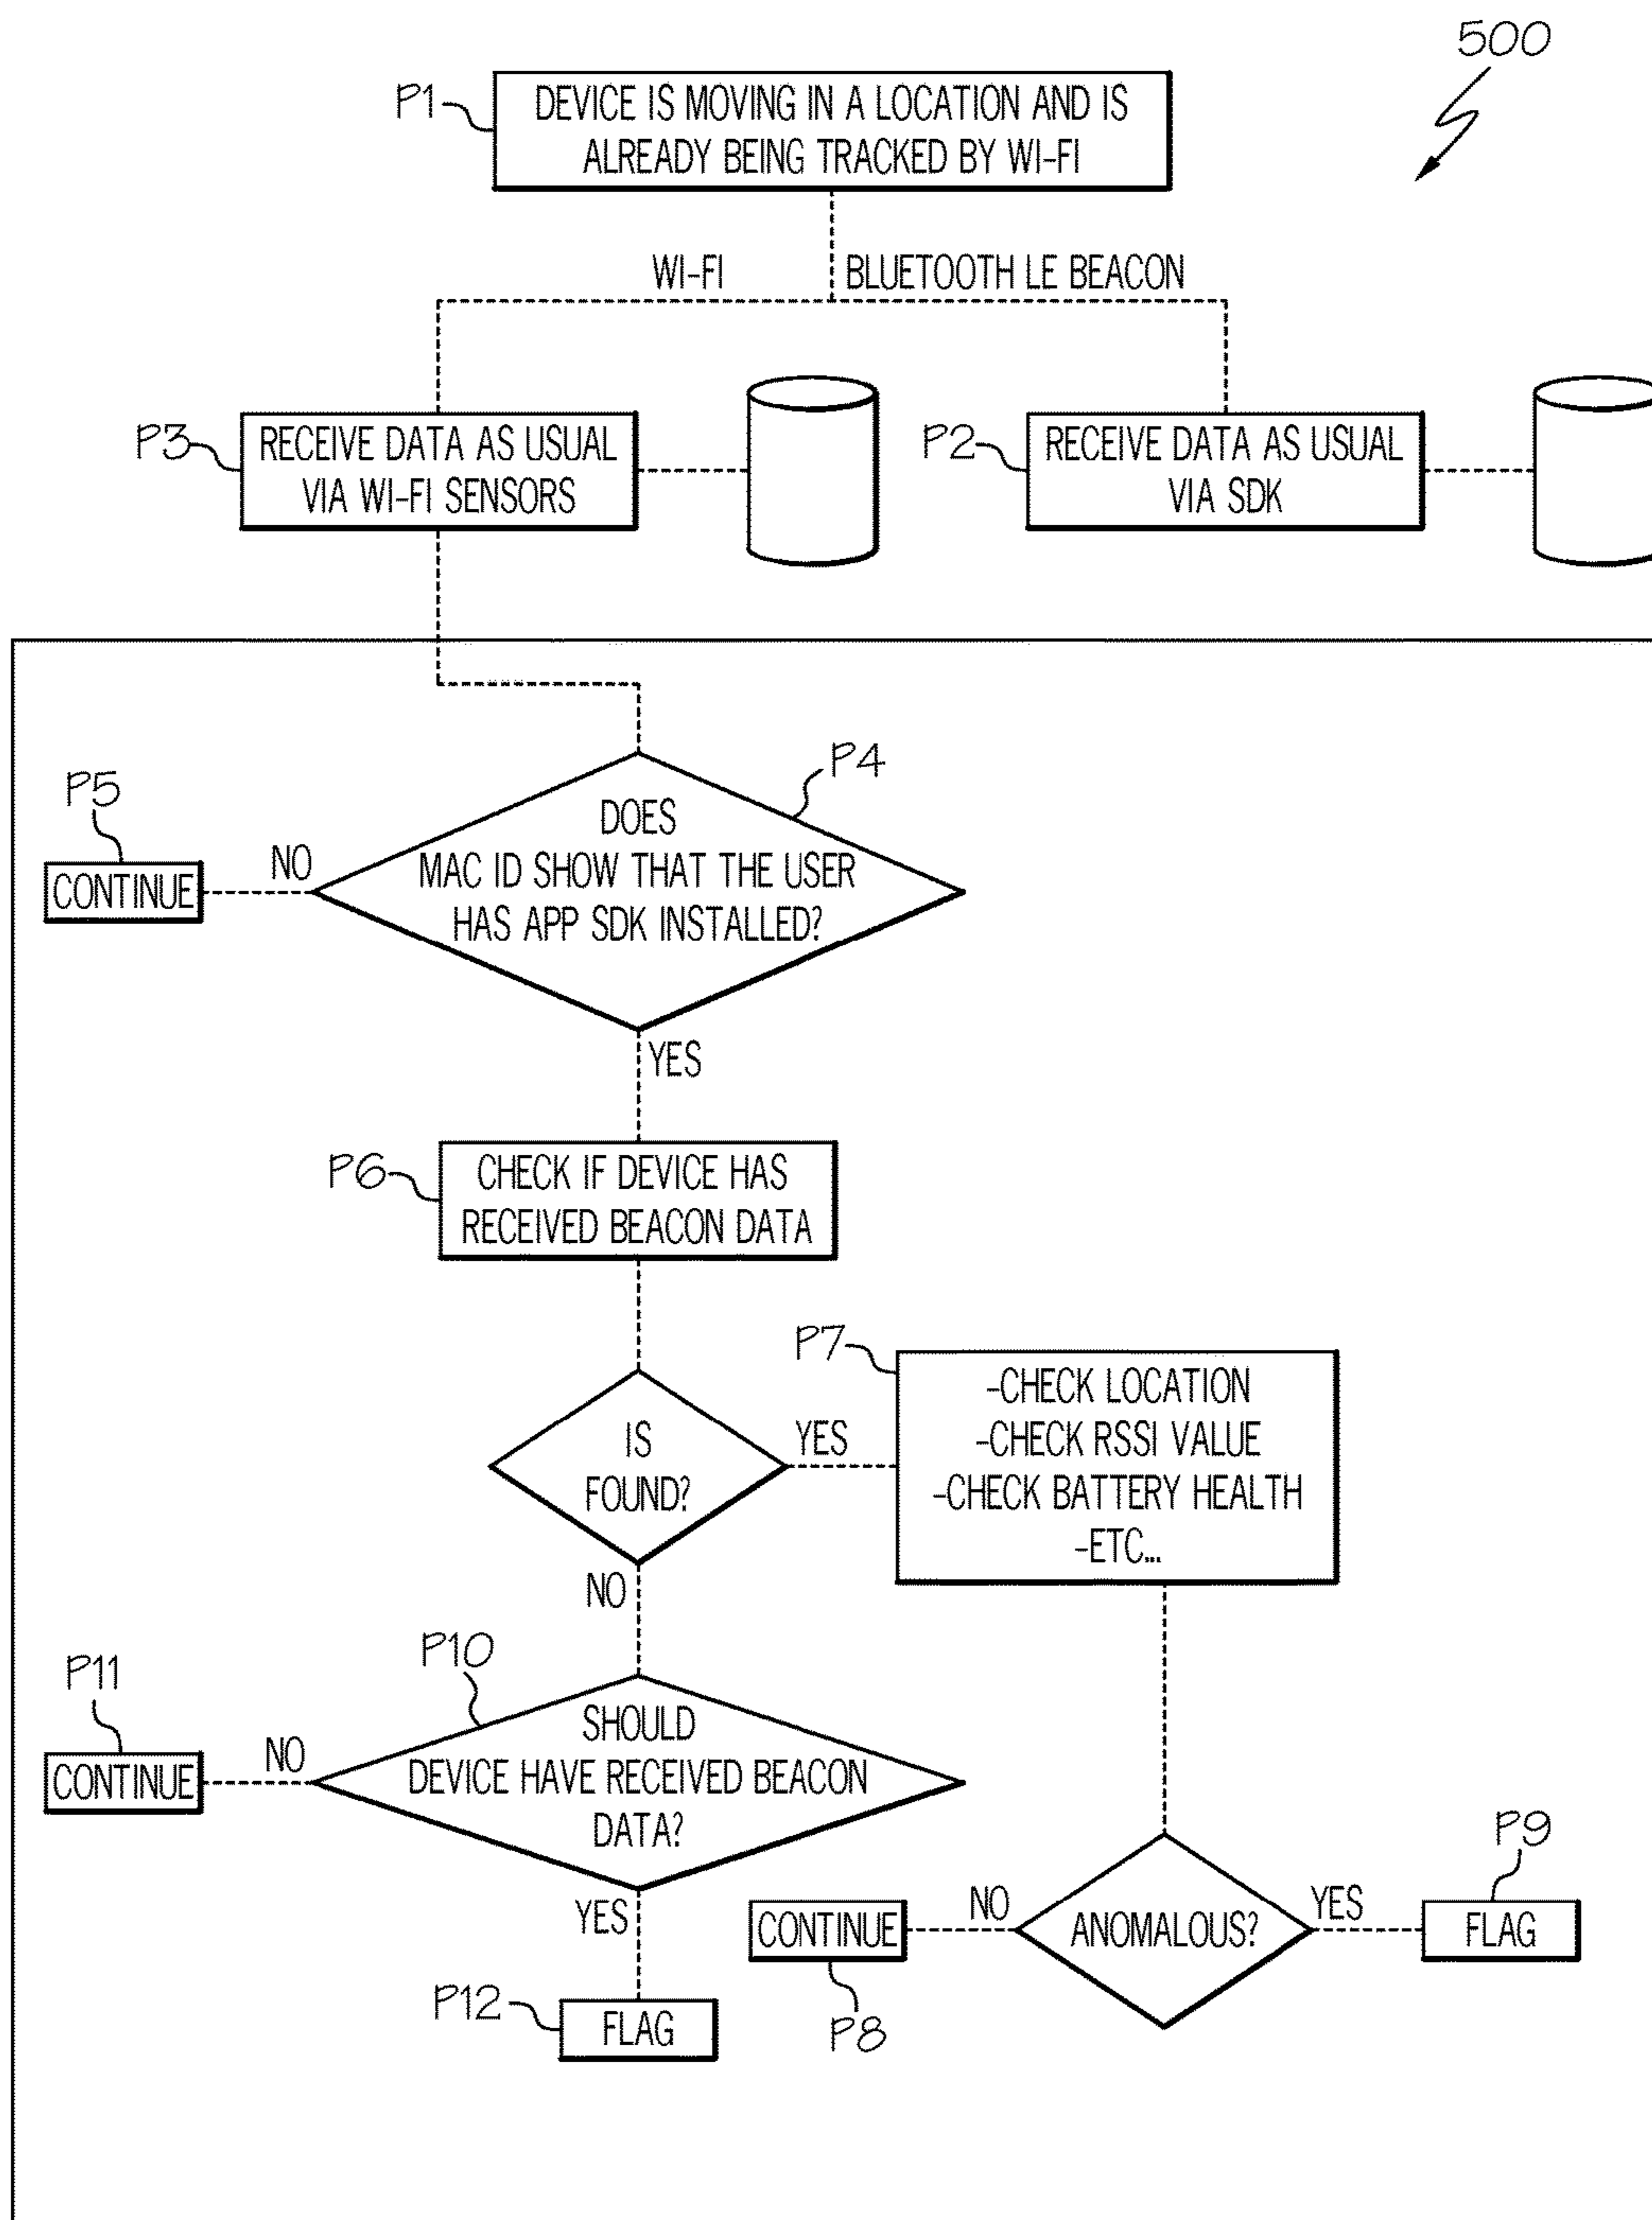 500
P1
DEVICE IS MOVING IN A LOCATION AND IS
ALREADY BEING TRACKED BY WI-FI
WI-FI
BLUETOOTH LE BEACON
P3
RECEIVE DATA AS USUAL
VIA WI-FI SENSORS
P2
RECEIVE DATA AS USUAL
VIA SDK
P4
DOES
MAC ID SHOW THAT THE USER
HAS APP SDK INSTALLED?
P5
CONTINUE
NO
YES
P6
CHECK IF DEVICE HAS
RECEIVED BEACON DATA
IS
FOUND?
YES
P7
-CHECK LOCATION
-CHECK RSSI VALUE
-CHECK BATTERY HEALTH
-ETC...
NO
P10
SHOULD
DEVICE HAVE RECEIVED BEACON
DATA?
P11
CONTINUE
NO
YES
P12
FLAG
ANOMALOUS?
NO
CONTINUE
P8
YES
P9
FLAG